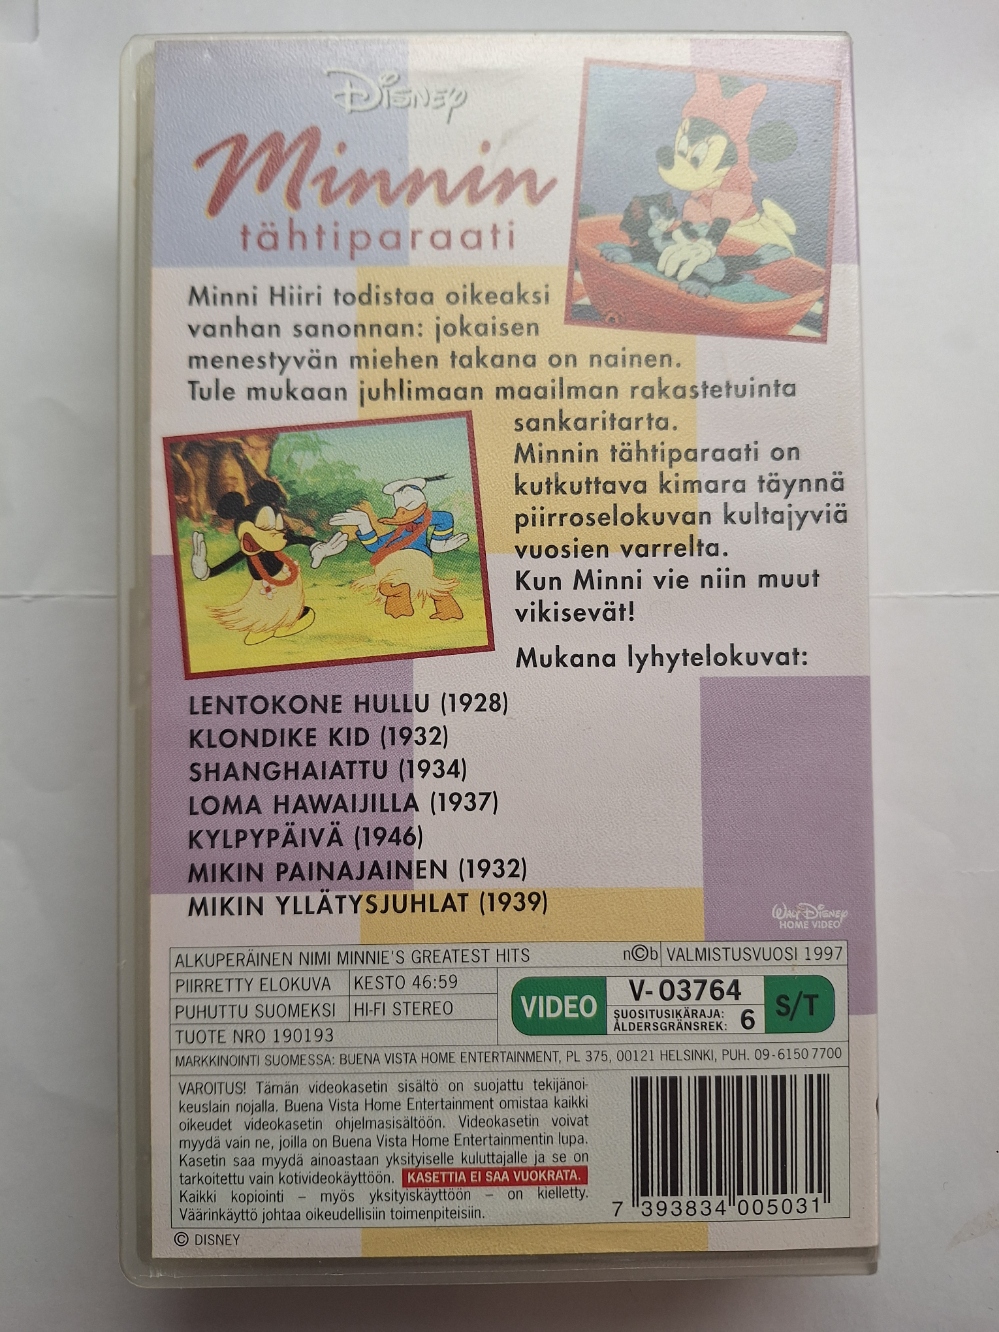 Disney
Minnin
tähtiparaati
Minni Hiiri todistaa oikeaksi
vanhan sanonnan: jokaisen
menestyvän miehen takana on nainen.
Tule mukaan juhlimaan maailman rakastetuinta
sankaritarta.
Minnin tähtiparaati on
kutkuttava kimara täynnä
piirroselokuvan kultajyviä
vuosien varrelta.
Kun Minni vie niin muut
vikisevät!
Mukana lyhytelokuvat:
LENTOKONE HULLU (1928)
KLONDIKE KID (1932)
SHANGHAIATTU (1934)
LOMA HAWAIJILLA (1937)
KYLPYPÄIVÄ (1946)
MIKIN PAINAJAINEN (1932)
MIKIN YLLÄTYSJUHLAT (1939)
Walt Disney
HOME VIDEO
ALKUPERÄINEN NIMI MINNIE'S GREATEST HITS
n©b VALMISTUSVUOSI 1997
PIIRRETTY ELOKUVA KESTO 46:59
PUHUTTU SUOMEKSI HI-FI STEREO
TUOTE NRO 190193
VIDEO V-03764 S/T
SUOSITUSIKÄRAJA:
ÅLDERSGRÄNSREK: 6
MARKKINOINTI SUOMESSA: BUENA VISTA HOME ENTERTAINMENT, PL 375, 00121 HELSINKI, PUH. 09-6150 7700
VAROITUS! Tämän videokasetin sisältö on suojattu tekijänoi-
keuslain nojalla. Buena Vista Home Entertainment omistaa kaikki
oikeudet videokasetin ohjelmasisältöön. Videokasetin voivat
myydä vain ne, joilla on Buena Vista Home Entertainmentin lupa.
Kasetin saa myydä ainoastaan yksityiselle kuluttajalle ja se on
tarkoitettu vain kotivideokäyttöön. KASETTIA EI SAA VUOKRATA.
Kaikki kopiointi – myös yksityiskäyttöön – on kielletty.
Väärinkäyttö johtaa oikeudellisiin toimenpiteisiin.
7 393834 005031
© DISNEY